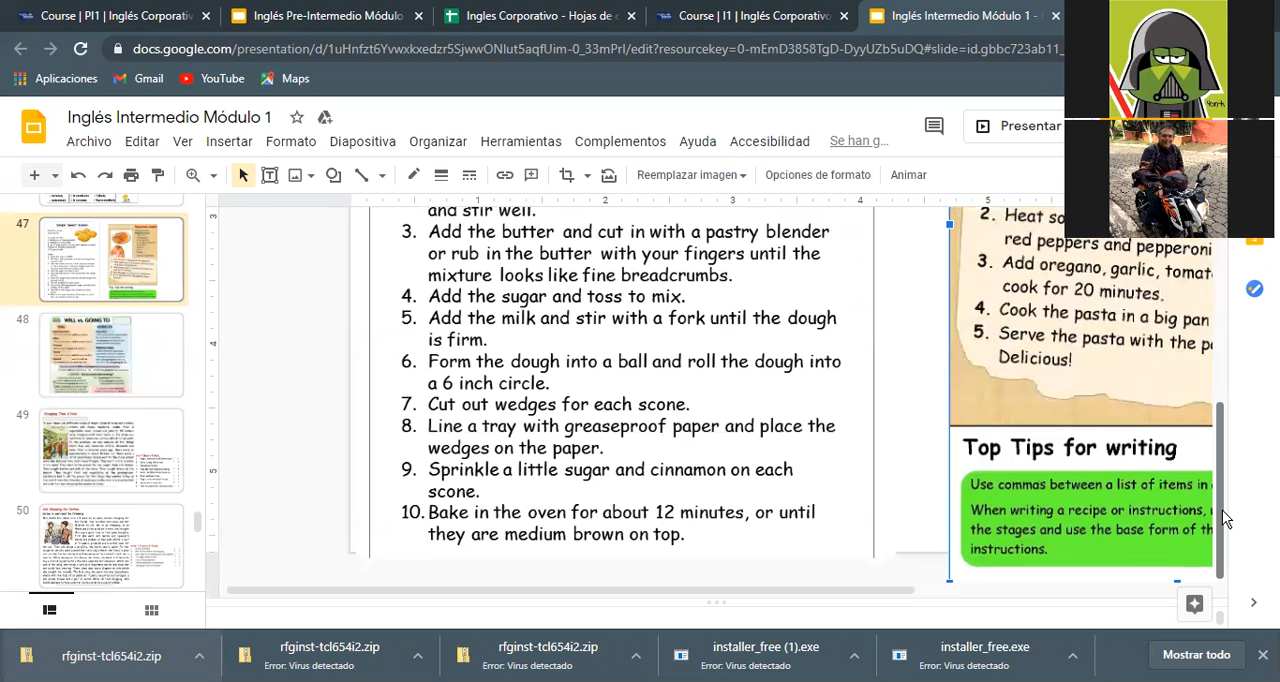 Course | PI1 | Inglés Corporativ
Inglés Pre-Intermedio Módulo
Ingles Corporativo - Hojas de c
Course | I1 | Inglés Corporativo
Inglés Intermedio Módulo 1 -
docs.google.com/presentation/d/1uHnfzt6Yvwxkxedzr5SjwwONlut5aqfUim-0_33mPrI/edit?resourcekey=0-mEmD3858TgD-DyyUZb5uDQ#slide=id.gbbc723ab11_
Aplicaciones
Gmail
YouTube
Maps
Inglés Intermedio Módulo 1
Archivo Editar Ver Insertar Formato Diapositiva Organizar Herramientas Complementos Ayuda Accesibilidad Se han g...
Presentar
Reemplazar imagen
Opciones de formato
Animar
1 2 3 4 5
3
4
5
47
48
WILL vs. GOING TO
49
50
and stir well.
3. Add the butter and cut in with a pastry blender
or rub in the butter with your fingers until the
mixture looks like fine breadcrumbs.
4. Add the sugar and toss to mix.
5. Add the milk and stir with a fork until the dough
is firm.
6. Form the dough into a ball and roll the dough into
a 6 inch circle.
7. Cut out wedges for each scone.
8. Line a tray with greaseproof paper and place the
wedges on the paper.
9. Sprinkle a little sugar and cinnamon on each
scone.
10. Bake in the oven for about 12 minutes, or until
they are medium brown on top.
2. Heat so
red peppers and pepperoni
3. Add oregano, garlic, tomat
cook for 20 minutes.
4. Cook the pasta in a big pan
5. Serve the pasta with the
Delicious!
Top Tips for writing
Use commas between a list of items in
When writing a recipe or instructions,
the stages and use the base form of th
instructions.
rfginst-tcl654i2.zip
rfginst-tcl654i2.zip
Error: Virus detectado
rfginst-tcl654i2.zip
Error: Virus detectado
installer_free (1).exe
Error: Virus detectado
installer_free.exe
Error: Virus detectado
Mostrar todo